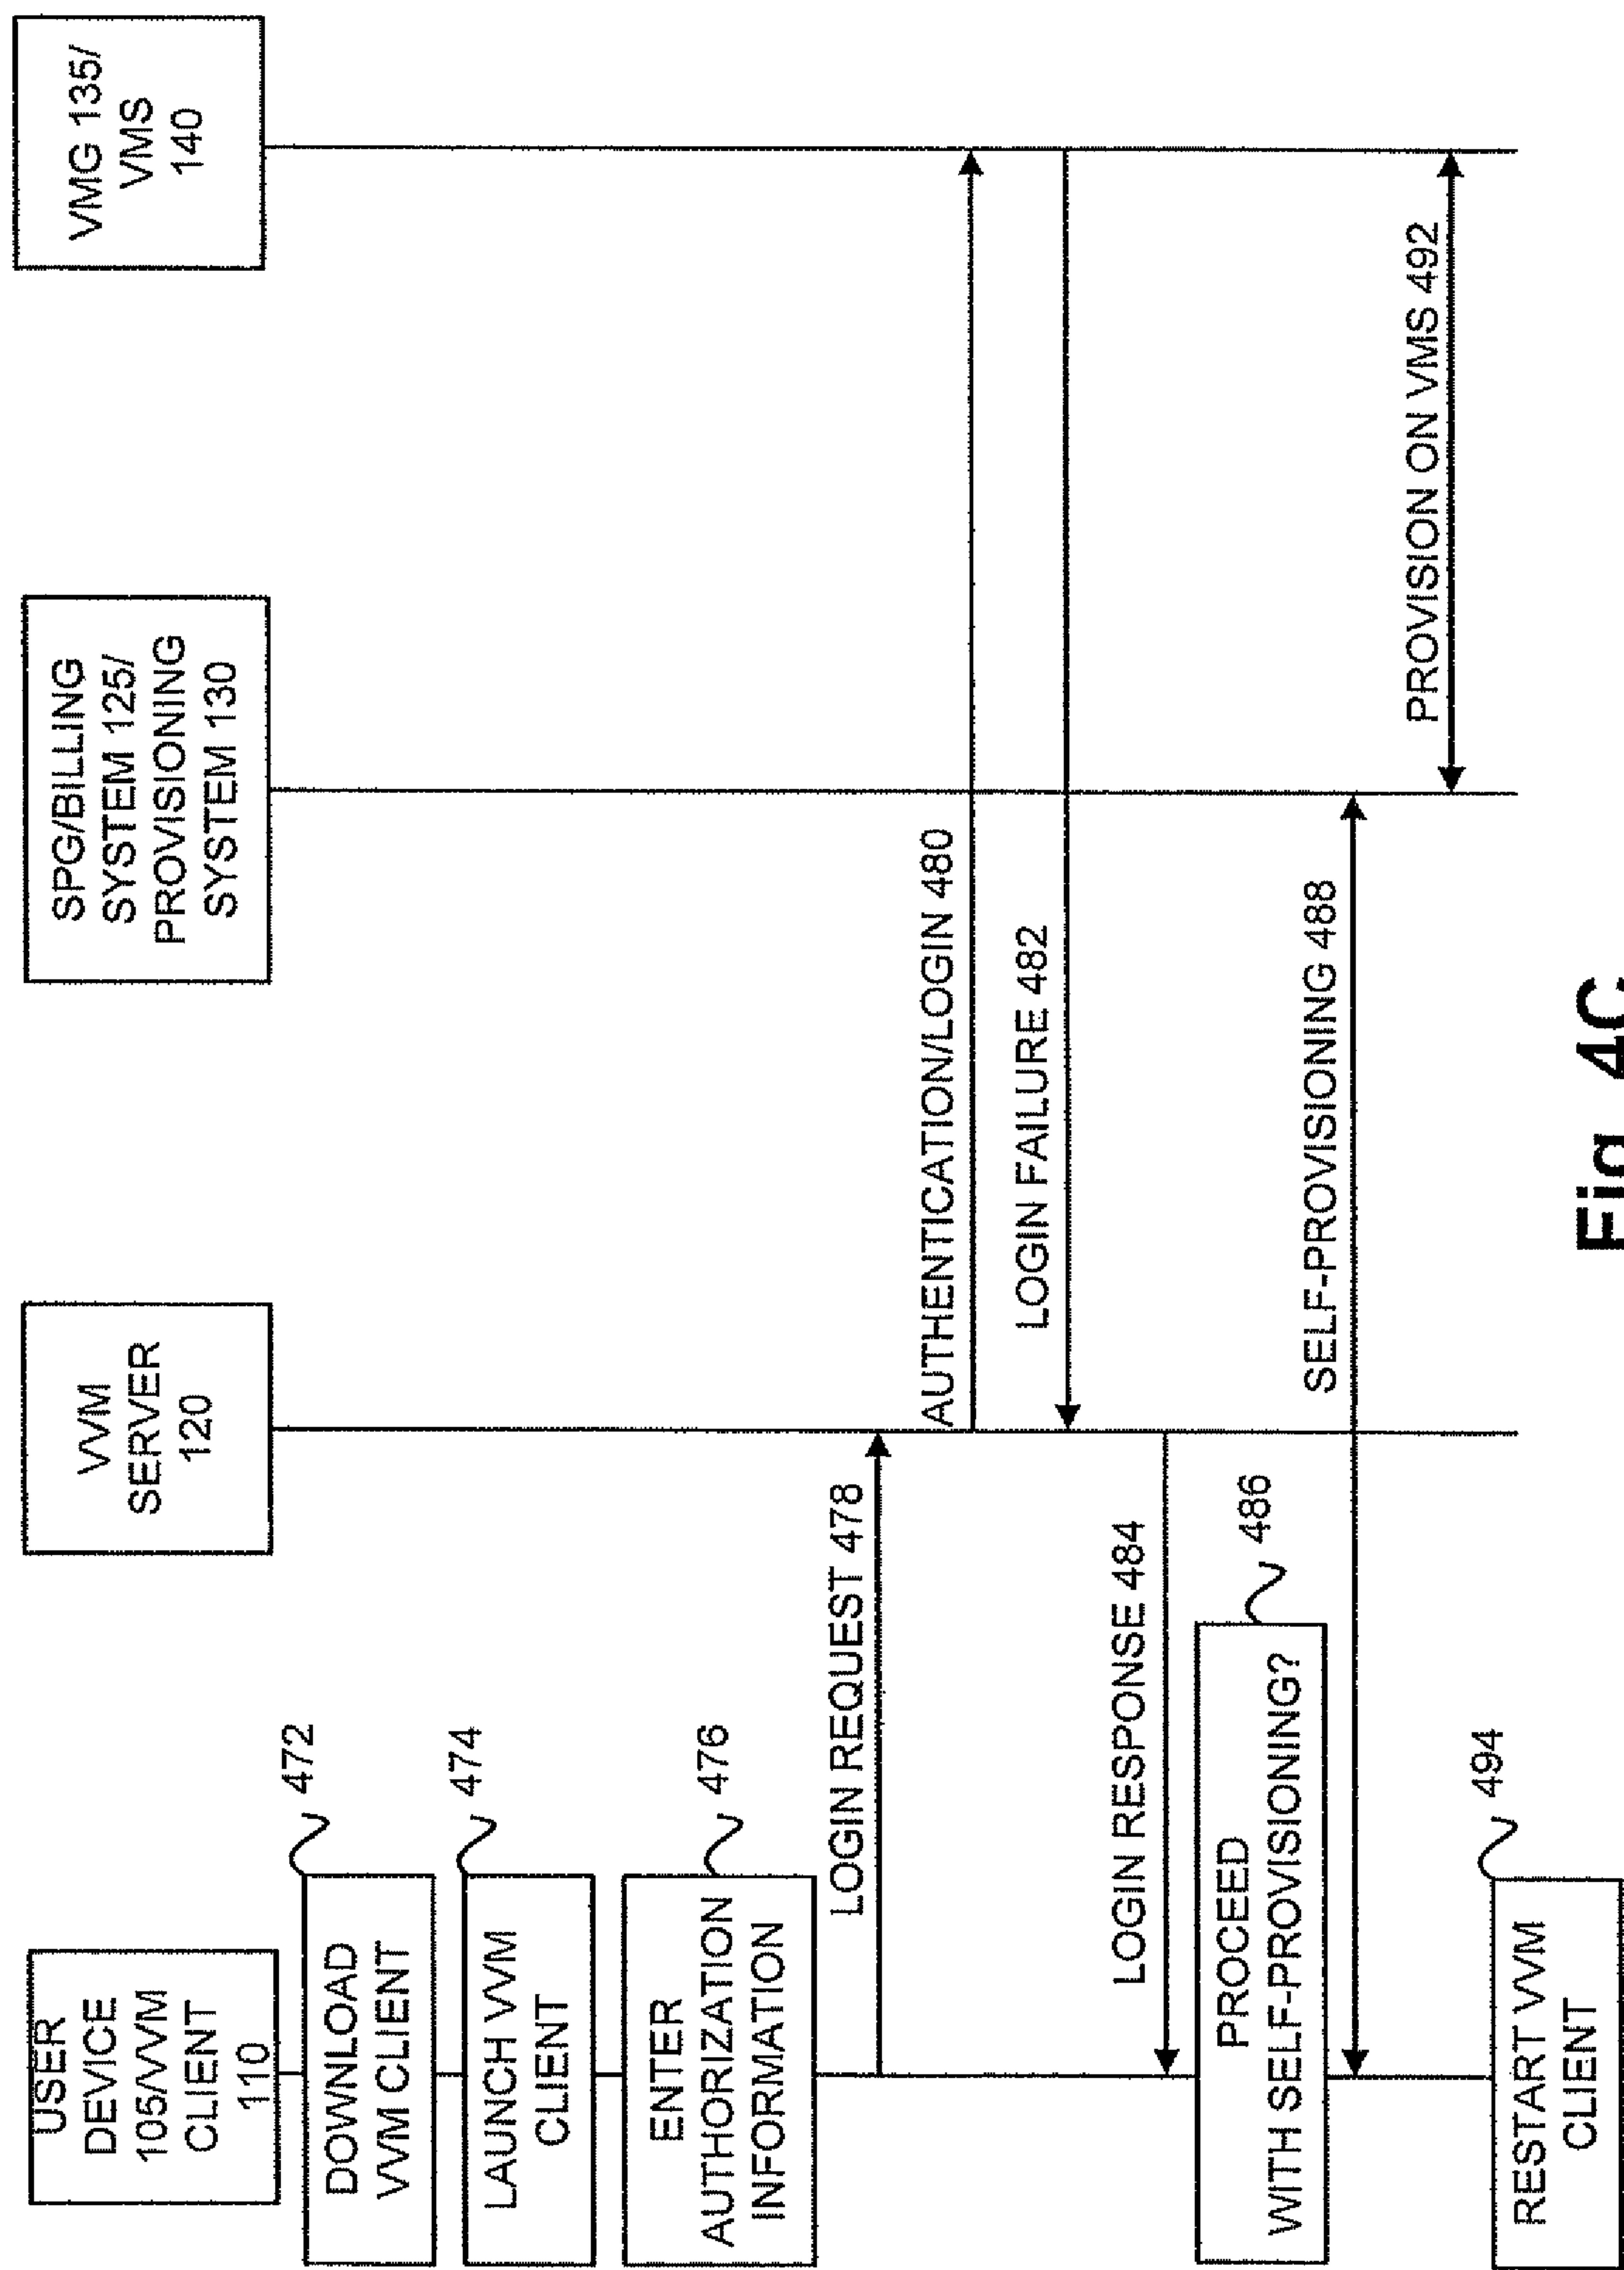 USER
DEVICE
105/VVM
CLIENT
110
VVM
SERVER
120
SPG/BILLING
SYSTEM 125/
PROVISIONING
SYSTEM 130
VMG 135/
VMS
140
DOWNLOAD
VVM CLIENT
472
LAUNCH VVM
CLIENT
474
ENTER
AUTHORIZATION
INFORMATION
476
LOGIN REQUEST 478
AUTHENTICATION/LOGIN 480
LOGIN FAILURE 482
LOGIN RESPONSE 484
PROCEED
WITH SELF-PROVISIONING?
486
SELF-PROVISIONING 488
PROVISION ON VMS 492
RESTART VVM
CLIENT
494
Fig. 4C